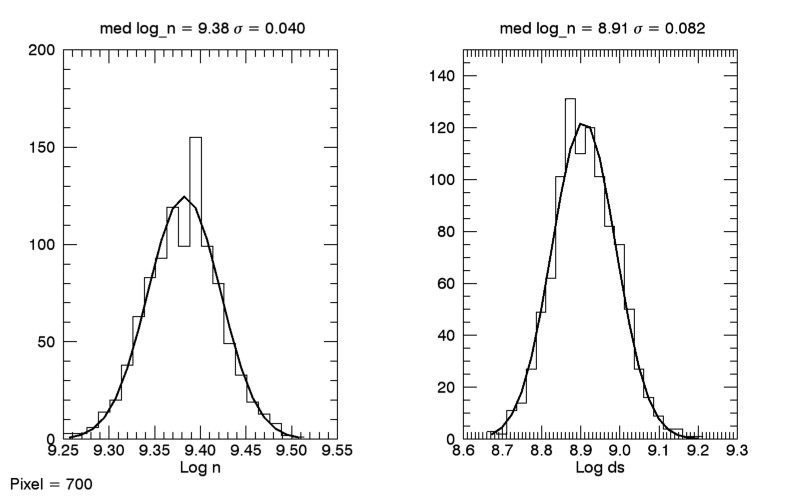 med log_n = 9.38 σ = 0.040
200
150
100
50
0
9.25 9.30 9.35 9.40 9.45 9.50 9.55
Log n
Pixel = 700
med log_n = 8.91 σ = 0.082
140
120
100
80
60
40
20
0
8.6 8.7 8.8 8.9 9.0 9.1 9.2 9.3
Log ds